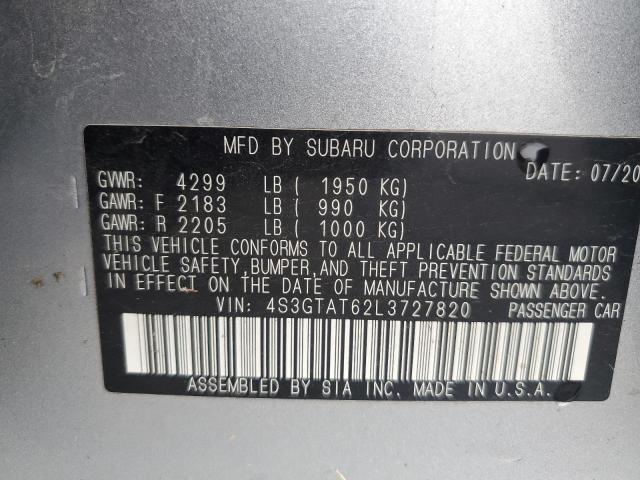 MFD BY SUBARU CORPORATION
DATE: 07/20
GVWR: 4299 LB ( 1950 KG)
GAWR: F 2183 LB ( 990 KG)
GAWR: R 2205 LB ( 1000 KG)
THIS VEHICLE CONFORMS TO ALL APPLICABLE FEDERAL MOTOR
VEHICLE SAFETY,BUMPER,AND THEFT PREVENTION STANDARDS
IN EFFECT ON THE DATE OF MANUFACTURE SHOWN ABOVE.
VIN: 4S3GTAT62L3727820 PASSENGER CAR
ASSEMBLED BY SIA INC. MADE IN U.S.A.